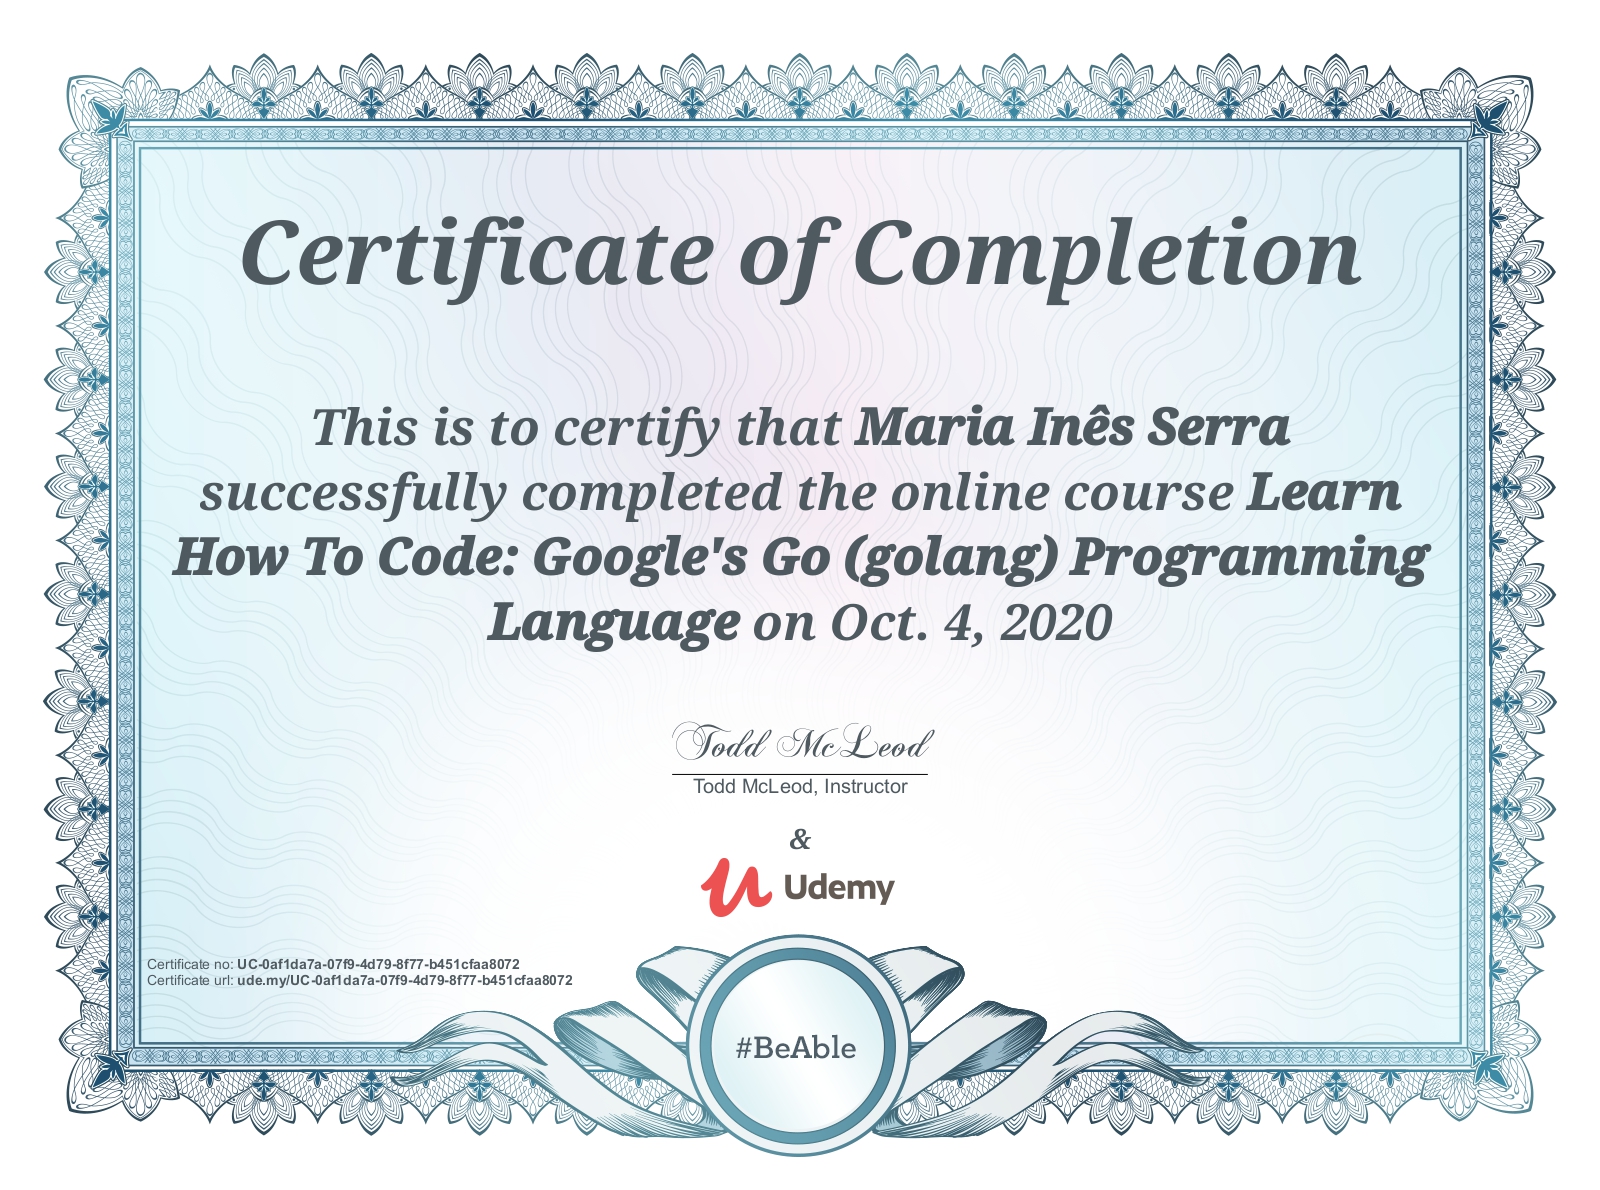 Certificate of Completion
This is to certify that Maria Inês Serra
successfully completed the online course Learn
How To Code: Google's Go (golang) Programming
Language on Oct. 4, 2020
Todd McLeod
Todd McLeod, Instructor
&
Udemy
Certificate no: UC-0af1da7a-07f9-4d79-8f77-b451cfaa8072
Certificate url: ude.my/UC-0af1da7a-07f9-4d79-8f77-b451cfaa8072
#BeAble